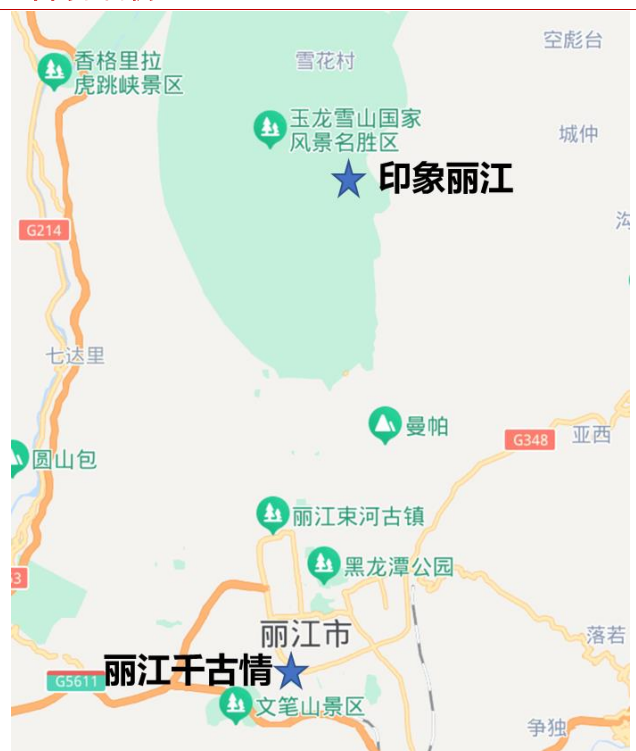 空彪台
香格里拉
虎跳峡景区
雪花村
玉龙雪山国家
风景名胜区
城仲
印象丽江
沟
G214
七达里
曼帕
G348
亚西
圆山包
丽江束河古镇
黑龙潭公园
3
丽江市
落若
丽江千古情
G5611
文笔山景区
争独